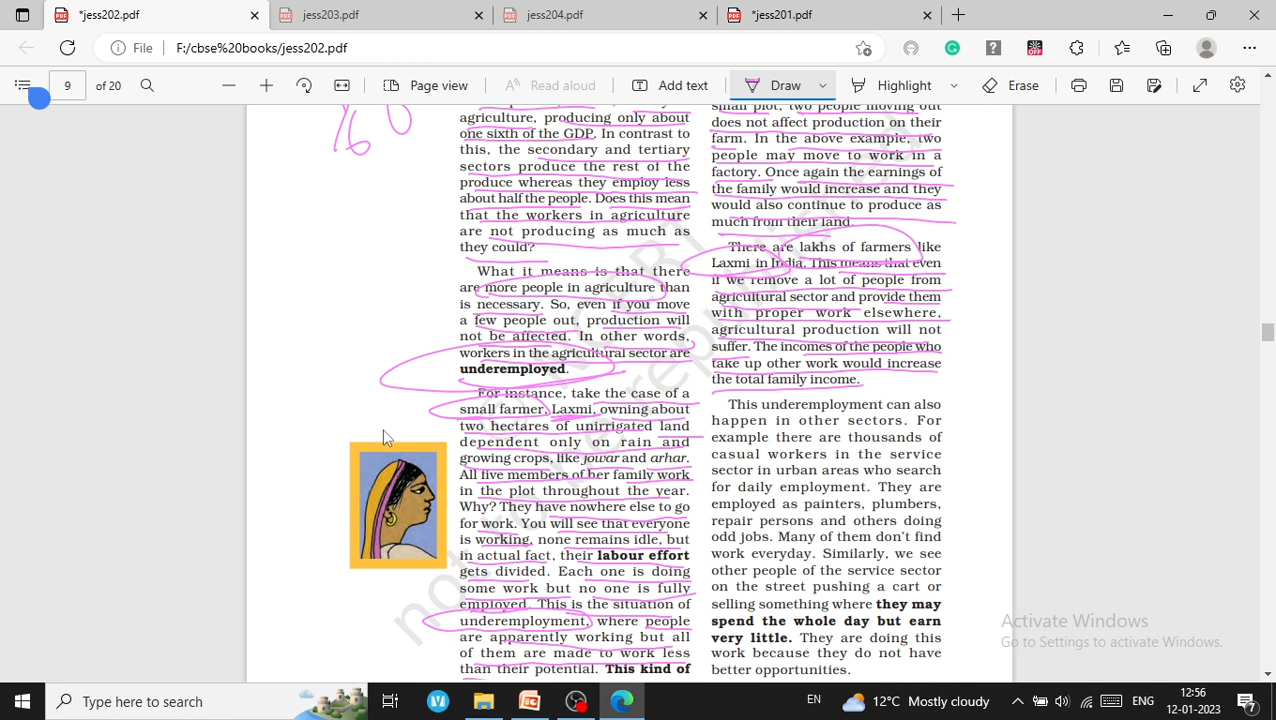 *jess202.pdf
jess203.pdf
jess204.pdf
*jess201.pdf
File F:/cbse%20books/jess202.pdf
9 of 20
Page view
Read aloud
Add text
Draw
Highlight
Erase
agriculture, producing only about
one sixth of the GDP. In contrast to
this, the secondary and tertiary
sectors produce the rest of the
produce whereas they employ less
about half the people. Does this mean
that the workers in agriculture
are not producing as much as
they could?
What it means is that there
are more people in agriculture than
is necessary. So, even if you move
a few people out, production will
not be affected. In other words,
workers in the agricultural sector are
underemployed.
For instance, take the case of a
small farmer, Laxmi, owning about
two hectares of unirrigated land
dependent only on rain and
growing crops, like jowar and arhar.
All five members of her family work
in the plot throughout the year.
Why? They have nowhere else to go
for work. You will see that everyone
is working, none remains idle, but
in actual fact, their labour effort
gets divided. Each one is doing
some work but no one is fully
employed. This is the situation of
underemployment, where people
are apparently working but all
of them are made to work less
than their potential. This kind of
small plot, two people moving out
does not affect production on their
farm. In the above example, two
people may move to work in a
factory. Once again the earnings of
the family would increase and they
would also continue to produce as
much from their land.
There are lakhs of farmers like
Laxmi in India. This means that even
if we remove a lot of people from
agricultural sector and provide them
with proper work elsewhere,
agricultural production will not
suffer. The incomes of the people who
take up other work would increase
the total family income.
This underemployment can also
happen in other sectors. For
example there are thousands of
casual workers in the service
sector in urban areas who search
for daily employment. They are
employed as painters, plumbers,
repair persons and others doing
odd jobs. Many of them don't find
work everyday. Similarly, we see
other people of the service sector
on the street pushing a cart or
selling something where they may
spend the whole day but earn
very little. They are doing this
work because they do not have
better opportunities.
not to be republished
Activate Windows
Go to Settings to activate Windows.
Type here to search
EN
12°C Mostly cloudy
ENG
12:56
12-01-2023
7